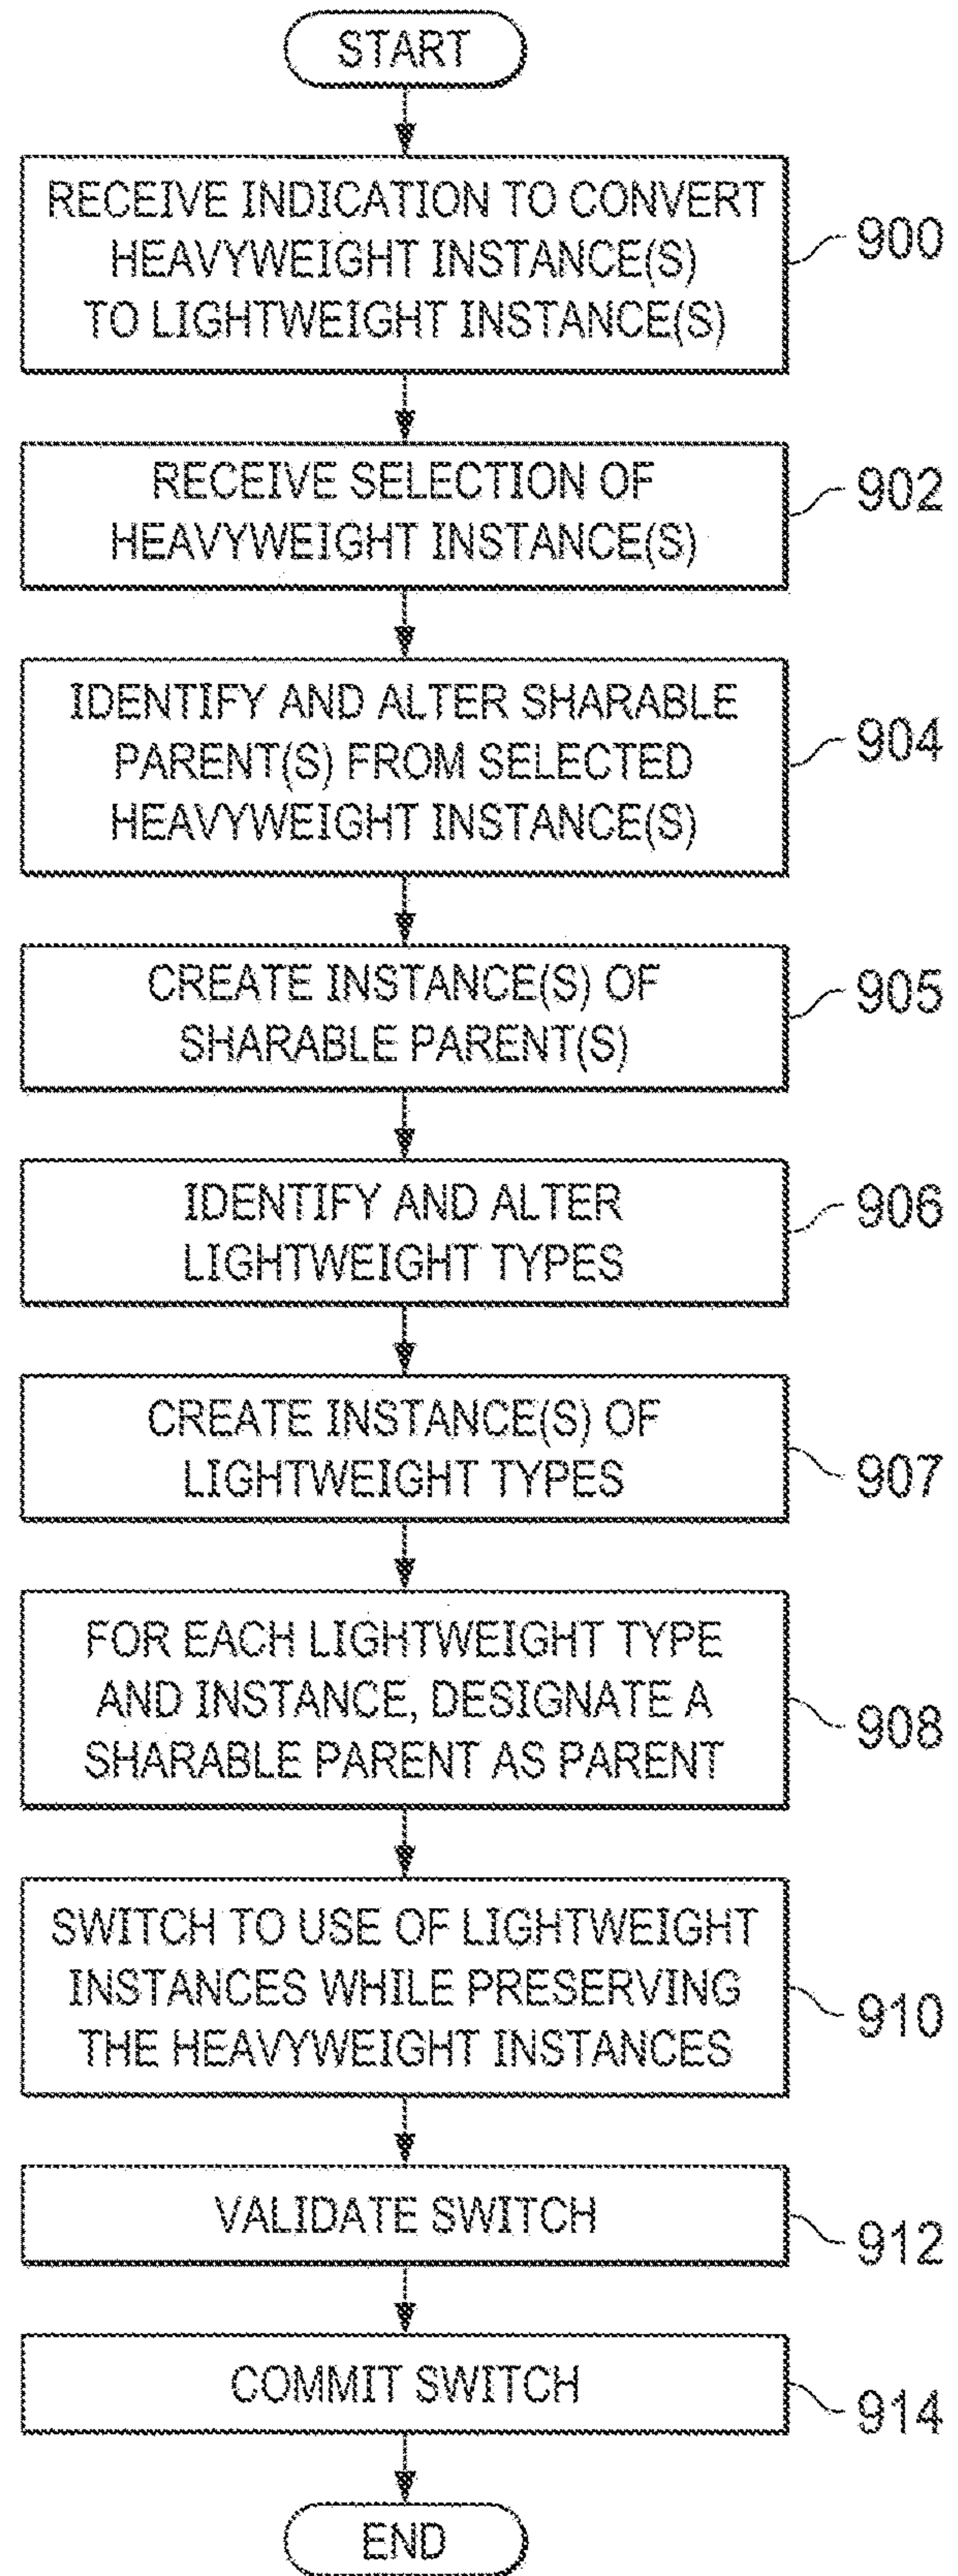 START
RECEIVE INDICATION TO CONVERT
HEAVYWEIGHT INSTANCE(S)
TO LIGHTWEIGHT INSTANCE(S)
900
RECEIVE SELECTION OF
HEAVYWEIGHT INSTANCE(S)
902
IDENTIFY AND ALTER SHARABLE
PARENT(S) FROM SELECTED
HEAVYWEIGHT INSTANCE(S)
904
CREATE INSTANCE(S) OF
SHARABLE PARENT(S)
905
IDENTIFY AND ALTER
LIGHTWEIGHT TYPES
906
CREATE INSTANCE(S) OF
LIGHTWEIGHT TYPES
907
FOR EACH LIGHTWEIGHT TYPE
AND INSTANCE, DESIGNATE A
SHARABLE PARENT AS PARENT
908
SWITCH TO USE OF LIGHTWEIGHT
INSTANCES WHILE PRESERVING
THE HEAVYWEIGHT INSTANCES
910
VALIDATE SWITCH
912
COMMIT SWITCH
914
END